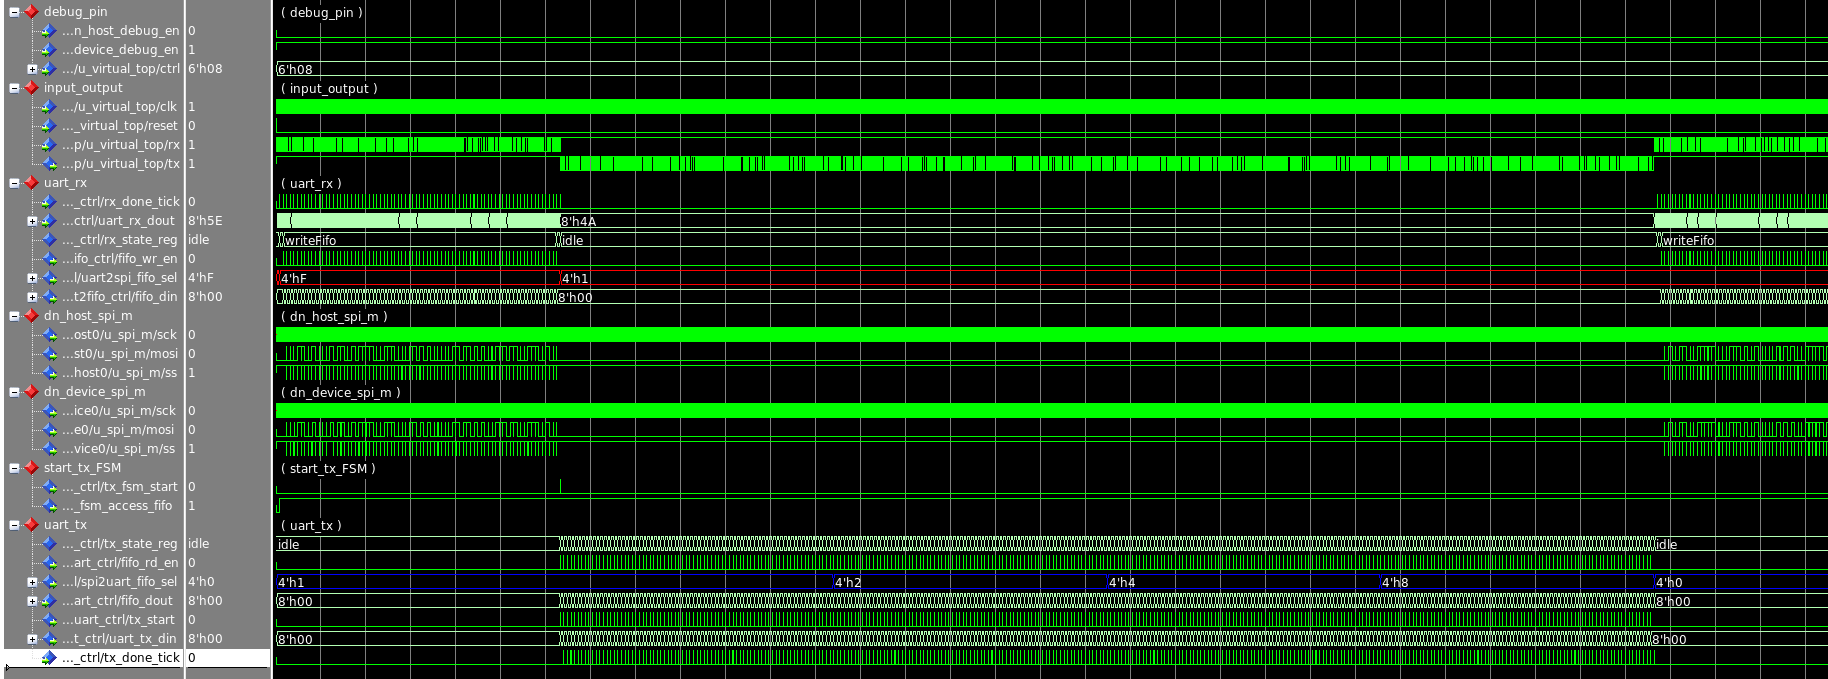 debug_pin ( debug_pin )
...n_host_debug_en 0
...device_debug_en 1
.../u_virtual_top/ctrl 6'h08 6'h08
input_output ( input_output )
.../u_virtual_top/clk 1
..._virtual_top/reset 0
...p/u_virtual_top/rx 1
...p/u_virtual_top/tx 1
uart_rx ( uart_rx )
..._ctrl/rx_done_tick 0
...ctrl/uart_rx_dout 8'h5E 8'h4A
..._ctrl/rx_state_reg idle writeFifo idle writeFifo
...ifo_ctrl/fifo_wr_en 0
...l/uart2spi_fifo_sel 4'hF 4'hF 4'h1
...t2fifo_ctrl/fifo_din 8'h00 8'h00
dn_host_spi_m ( dn_host_spi_m )
...ost0/u_spi_m/sck 0
...st0/u_spi_m/mosi 0
...host0/u_spi_m/ss 1
dn_device_spi_m ( dn_device_spi_m )
...ice0/u_spi_m/sck 0
...e0/u_spi_m/mosi 0
...vice0/u_spi_m/ss 1
start_tx_FSM ( start_tx_FSM )
..._ctrl/tx_fsm_start 0
..._fsm_access_fifo 1
uart_tx ( uart_tx )
..._ctrl/tx_state_reg idle idle idle
...art_ctrl/fifo_rd_en 0
...l/spi2uart_fifo_sel 4'h0 4'h1 4'h2 4'h4 4'h8 4'h0
...art_ctrl/fifo_dout 8'h00 8'h00 8'h00
...uart_ctrl/tx_start 0
...t_ctrl/uart_tx_din 8'h00 8'h00 8'h00
..._ctrl/tx_done_tick 0